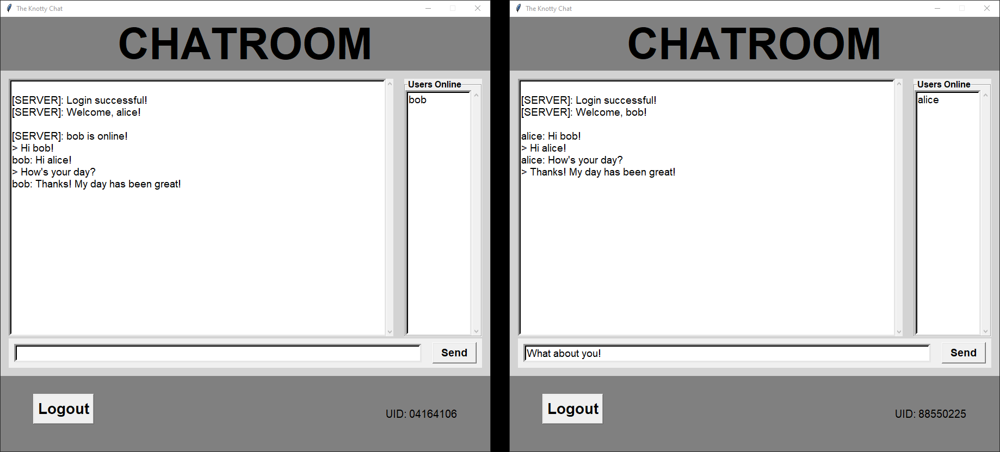 The Knotty Chat
CHATROOM
[SERVER]: Login successful!
[SERVER]: Welcome, alice!
[SERVER]: bob is online!
> Hi bob!
bob: Hi alice!
> How's your day?
bob: Thanks! My day has been great!
Users Online
bob
Send
Logout
UID: 04164106
The Knotty Chat
CHATROOM
[SERVER]: Login successful!
[SERVER]: Welcome, bob!
alice: Hi bob!
> Hi alice!
alice: How's your day?
> Thanks! My day has been great!
Users Online
alice
What about you!
Send
Logout
UID: 88550225